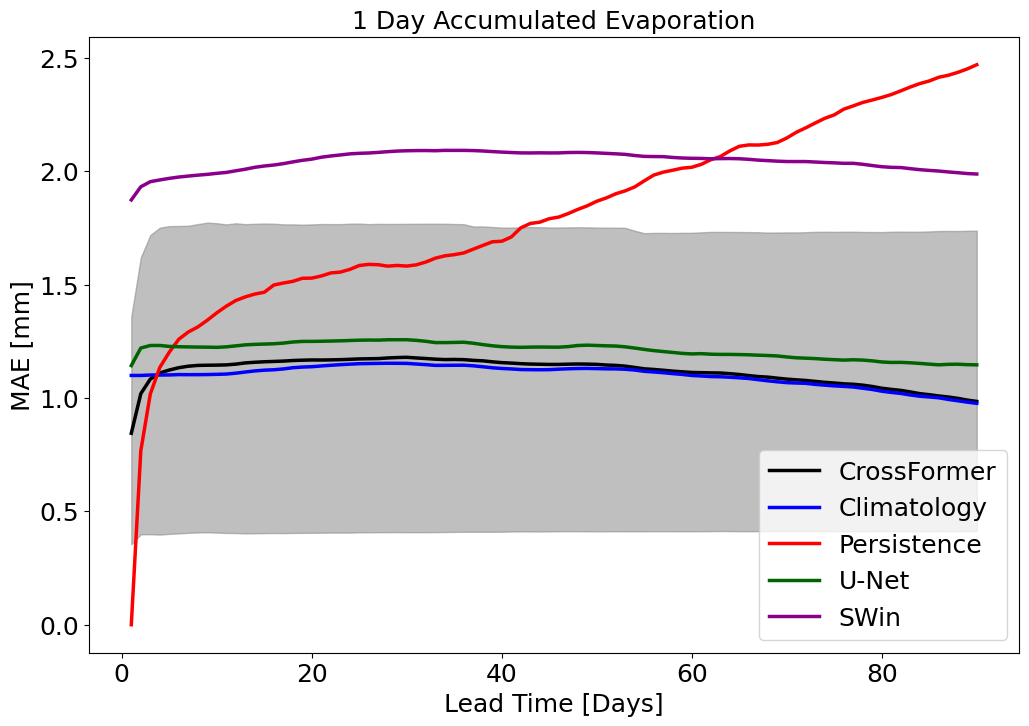 1 Day Accumulated Evaporation
MAE [mm]
2.5
2.0
1.5
1.0
0.5
0.0
0 20 40 60 80
Lead Time [Days]
CrossFormer
Climatology
Persistence
U-Net
SWin